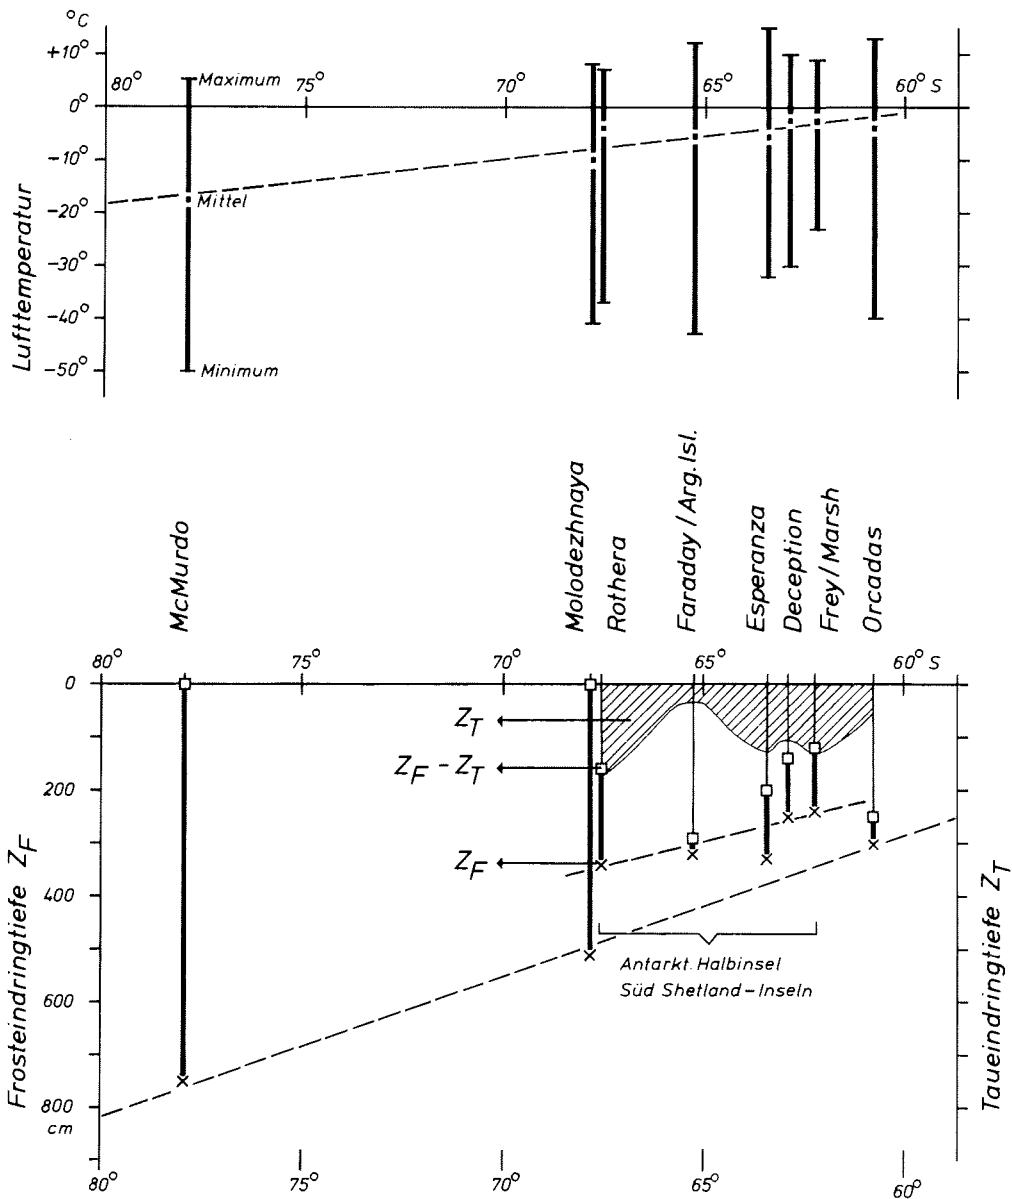 °C
+10°
80° 75° 70° 65° 60° S
Maximum
0°
-10°
Mittel
-20°
-30°
-40°
-50°
Minimum
Lufttemperatur
McMurdo
Molodezhnaya
Rothera
Faraday / Arg. Isl.
Esperanza
Deception
Frey / Marsh
Orcadas
80° 75° 70° 65° 60° S
0
Z_T
Z_F - Z_T
200
Z_F
400
Antarkt. Halbinsel
Süd Shetland-Inseln
600
800
cm
Frosteindringtiefe Z_F
Taueindringtiefe Z_T
80° 75° 70° 65° 60°